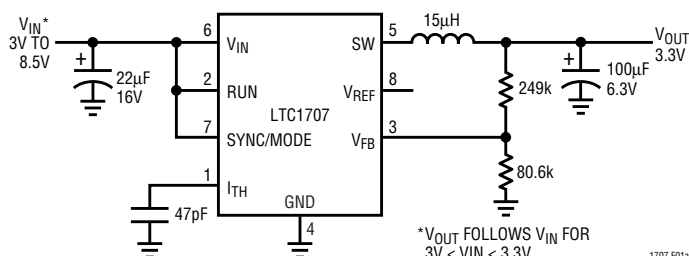 VIN*
3V TO
8.5V
+
22µF
16V
6
VIN
2
RUN
7
SYNC/MODE
1
ITH
47pF
LTC1707
GND
4
SW
5
15µH
VREF
8
VFB
3
249k
80.6k
+
100µF
6.3V
VOUT
3.3V
*VOUT FOLLOWS VIN FOR
3V < VIN < 3.3V
1707 F01a